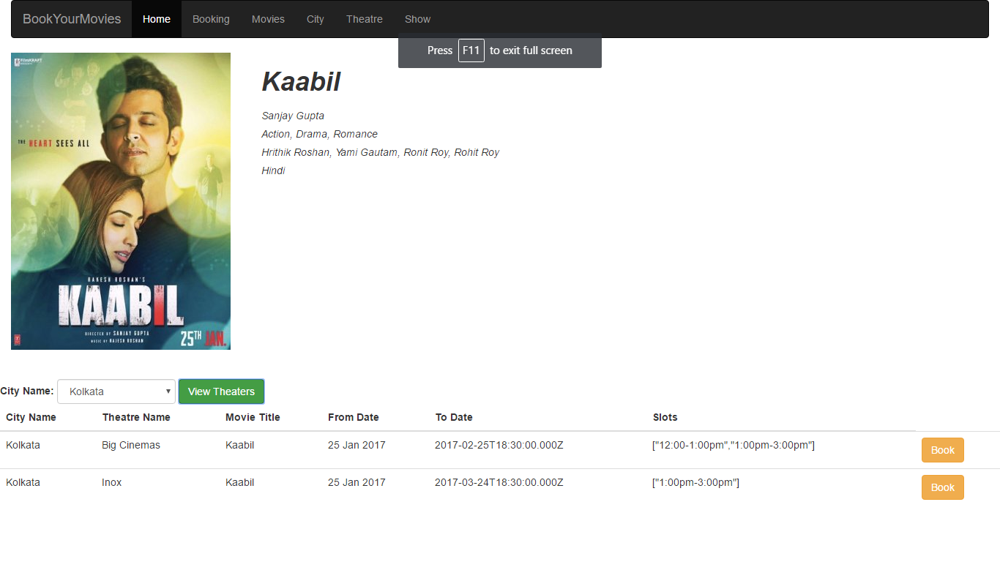 BookYourMovies Home Booking Movies City Theatre Show
Press F11 to exit full screen
FilmKRAFT
THE HEART SEES ALL
RAKESH ROSHAN'S
KAABIL
DIRECTED BY SANJAY GUPTA
MUSIC BY RAJESH ROSHAN
25TH JAN.
Kaabil
Sanjay Gupta
Action, Drama, Romance
Hrithik Roshan, Yami Gautam, Ronit Roy, Rohit Roy
Hindi
City Name: Kolkata View Theaters
City Name Theatre Name Movie Title From Date To Date Slots
Kolkata Big Cinemas Kaabil 25 Jan 2017 2017-02-25T18:30:00.000Z ["12:00-1:00pm","1:00pm-3:00pm"] Book
Kolkata Inox Kaabil 25 Jan 2017 2017-03-24T18:30:00.000Z ["1:00pm-3:00pm"] Book